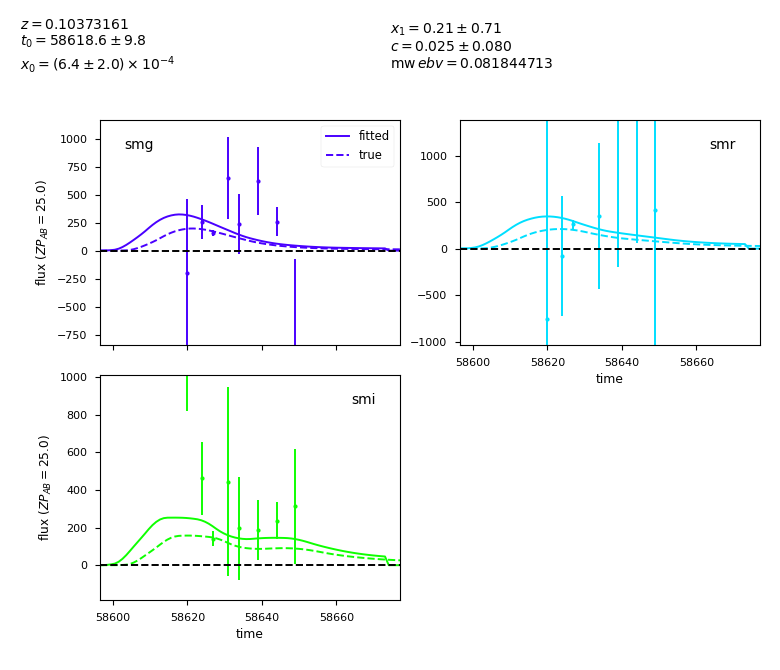 z = 0.10373161
t₀ = 58618.6 ± 9.8
x₀ = (6.4 ± 2.0) × 10⁻⁴
x₁ = 0.21 ± 0.71
c = 0.025 ± 0.080
mw ebv = 0.081844713
smg
fitted
true
1000
750
500
250
0
−250
−500
−750
flux (ZP_AB = 25.0)
smr
1000
500
0
−500
−1000
58600 58620 58640 58660
time
smi
1000
800
600
400
200
0
flux (ZP_AB = 25.0)
58600 58620 58640 58660
time